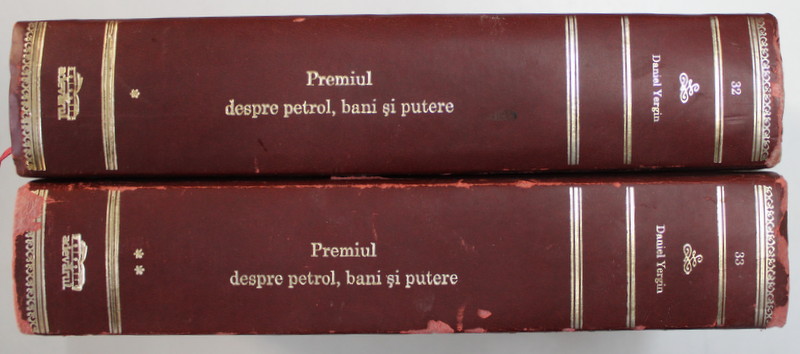 Premiul
despre petrol, bani și putere
*
Daniel Yergin
32
Premiul
despre petrol, bani și putere
**
Daniel Yergin
33